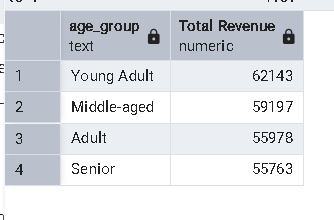 age_group Total Revenue
text numeric
1 Young Adult 62143
2 Middle-aged 59197
3 Adult 55978
4 Senior 55763